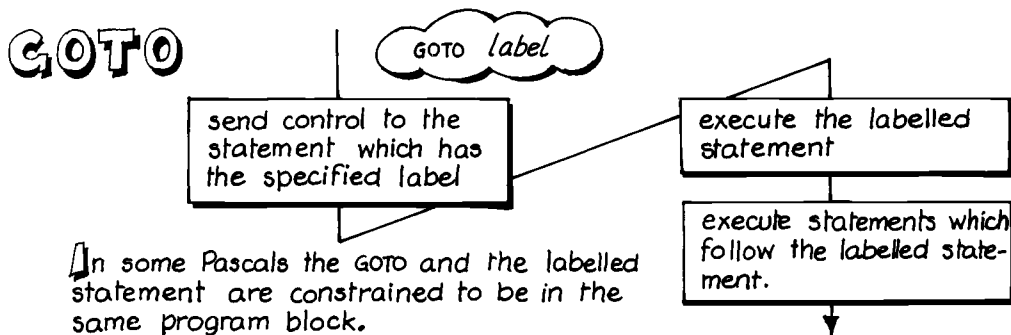 GOTO
GOTO label
send control to the
statement which has
the specified label
execute the labelled
statement
execute statements which
follow the labelled state-
ment.
In some Pascals the GOTO and the labelled
statement are constrained to be in the
same program block.